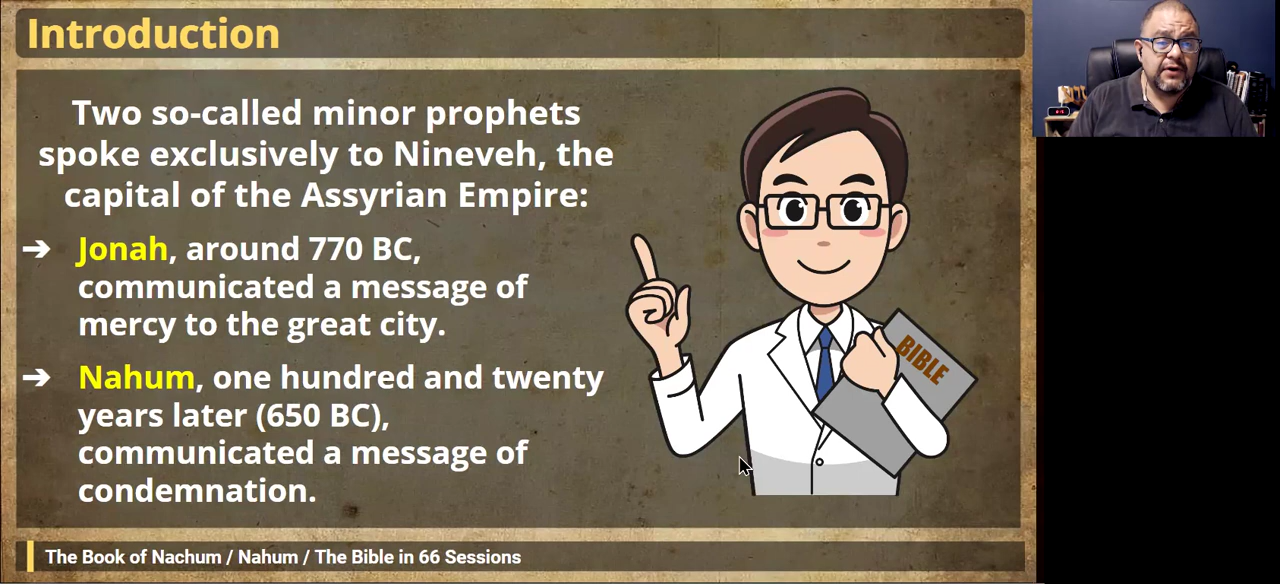 Introduction
Two so-called minor prophets
spoke exclusively to Nineveh, the
capital of the Assyrian Empire:
➔ Jonah, around 770 BC,
communicated a message of
mercy to the great city.
➔ Nahum, one hundred and twenty
years later (650 BC),
communicated a message of
condemnation.
BIBLE
The Book of Nachum / Nahum / The Bible in 66 Sessions